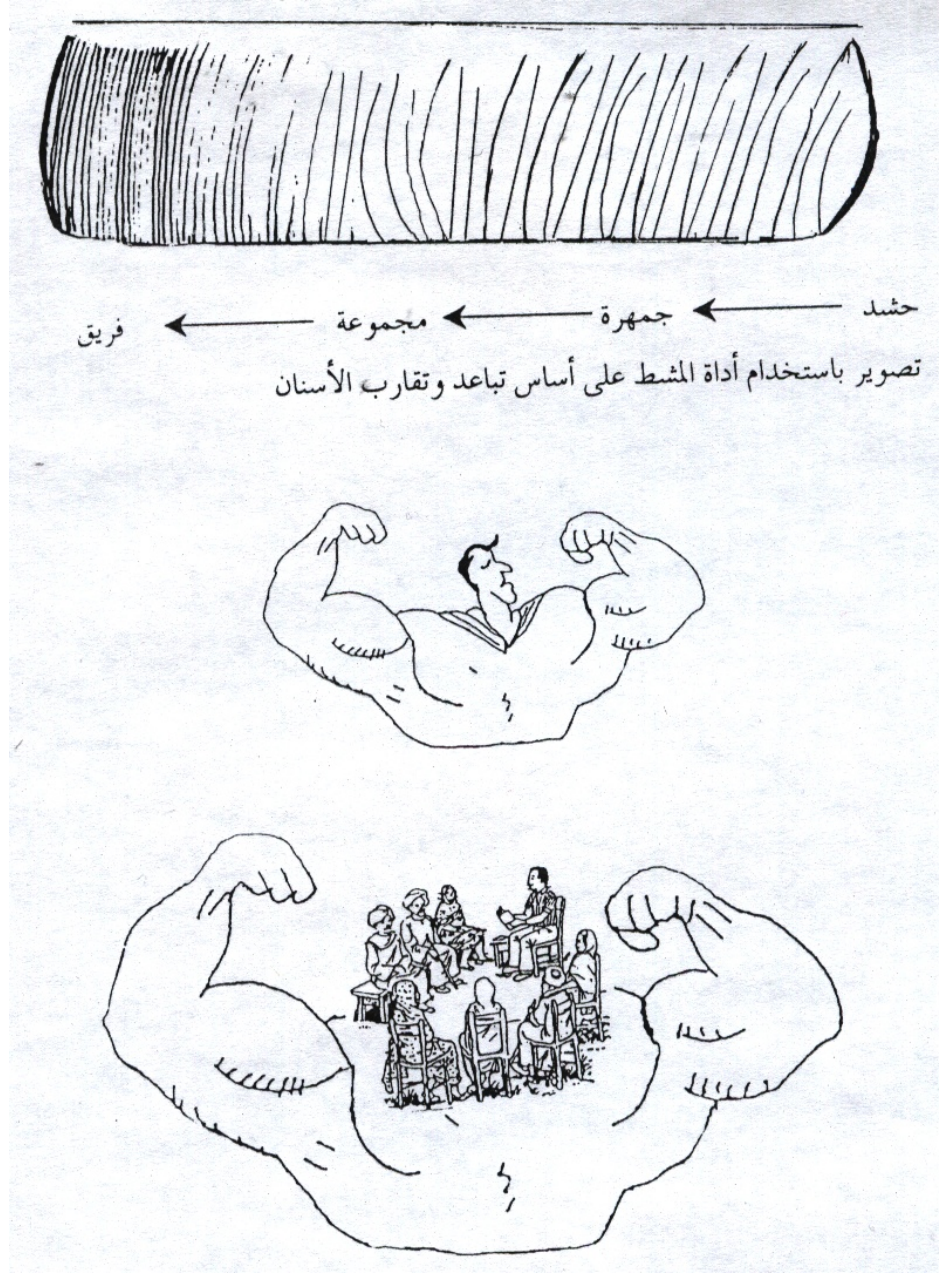 حشد ← جمهرة ← مجموعة ← فريق
تصوير باستخدام أداة المشط على أساس تباعد وتقارب الأسنان